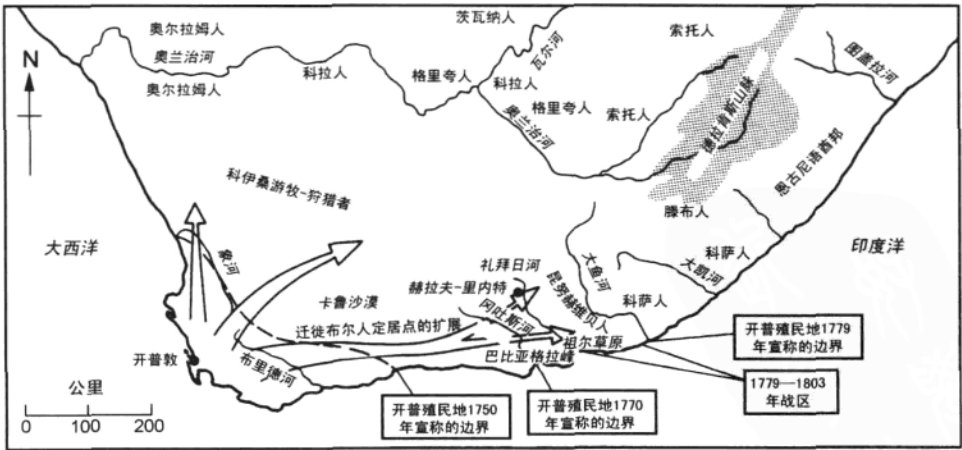 茨瓦纳人
奥尔拉姆人
索托人
瓦尔河
图盖拉河
N
奥兰治河
科拉人
格里夸人
科拉人
奥尔拉姆人
格里夸人
索托人
奥兰治河
德拉肯斯山脉
恩古尼语酋邦
科伊桑游牧-狩猎者
滕布人
大西洋
象河
科萨人
印度洋
礼拜日河
大鱼河
大凯河
赫拉夫-里内特
昆努赫维贝人
卡鲁沙漠
冈吐斯河
科萨人
迁徙布尔人定居点的扩展
祖尔草原
开普殖民地1779
年宣称的边界
开普敦
布里德河
巴比亚格拉峰
公里
0 100 200
开普殖民地1750
年宣称的边界
开普殖民地1770
年宣称的边界
1779—1803
年战区